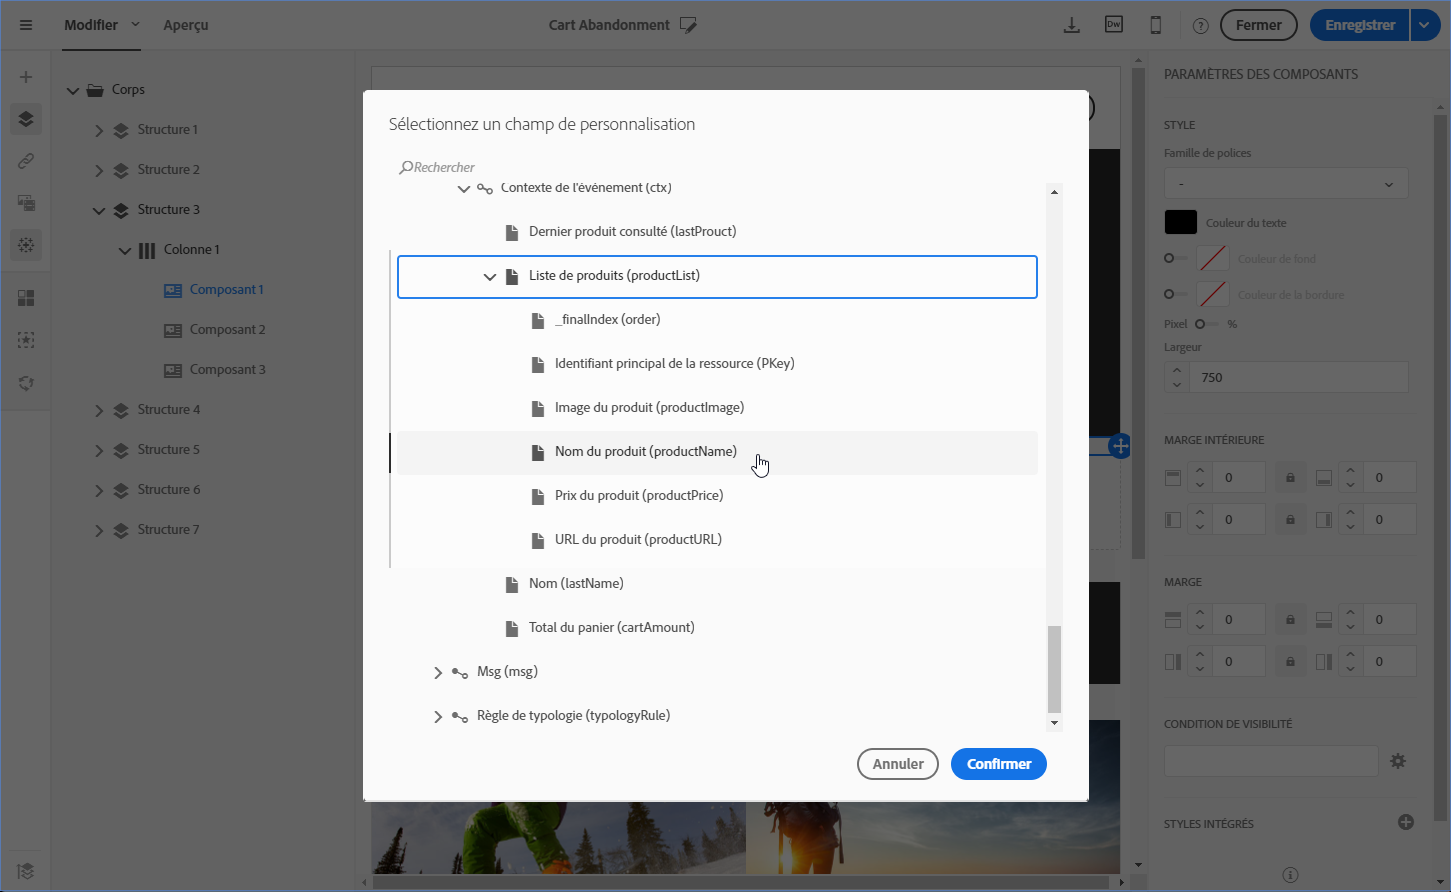 Modifier
Aperçu
Cart Abandonment
Dw
?
Fermer
Enregistrer
Corps
Structure 1
Structure 2
Structure 3
Colonne 1
Composant 1
Composant 2
Composant 3
Structure 4
Structure 5
Structure 6
Structure 7
Sélectionnez un champ de personnalisation
Rechercher
Contexte de l'événement (ctx)
Dernier produit consulté (lastProuct)
Liste de produits (productList)
_finalIndex (order)
Identifiant principal de la ressource (PKey)
Image du produit (productImage)
Nom du produit (productName)
Prix du produit (productPrice)
URL du produit (productURL)
Nom (lastName)
Total du panier (cartAmount)
Msg (msg)
Règle de typologie (typologyRule)
Annuler
Confirmer
PARAMÈTRES DES COMPOSANTS
STYLE
Famille de polices
-
Couleur du texte
Couleur de fond
Couleur de la bordure
Pixel %
Largeur
750
MARGE INTÉRIEURE
0 0
0 0
MARGE
0 0
0 0
CONDITION DE VISIBILITÉ
STYLES INTÉGRÉS